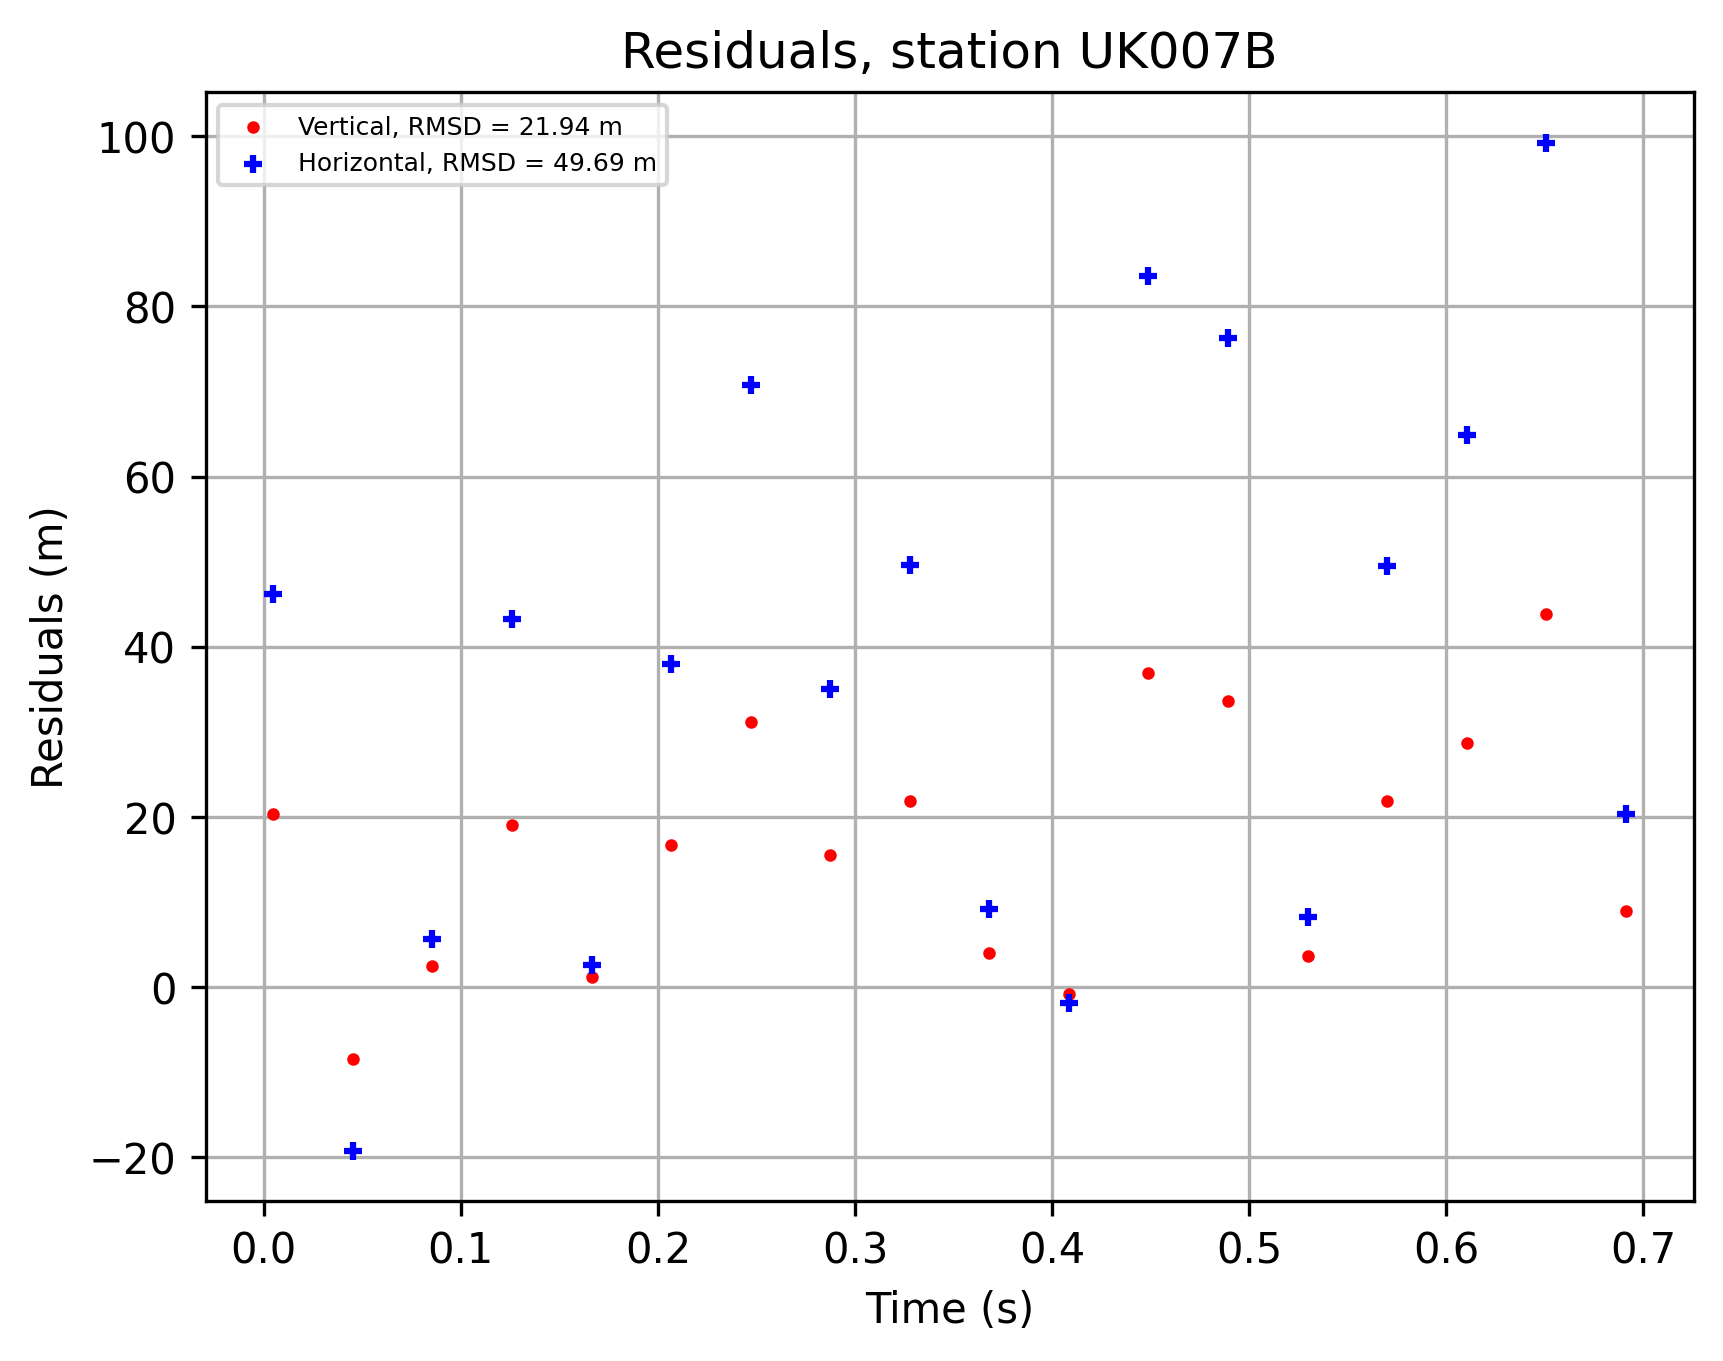 Residuals, station UK007B
Vertical, RMSD = 21.94 m
Horizontal, RMSD = 49.69 m
100
80
60
40
20
0
−20
Residuals (m)
0.0 0.1 0.2 0.3 0.4 0.5 0.6 0.7
Time (s)